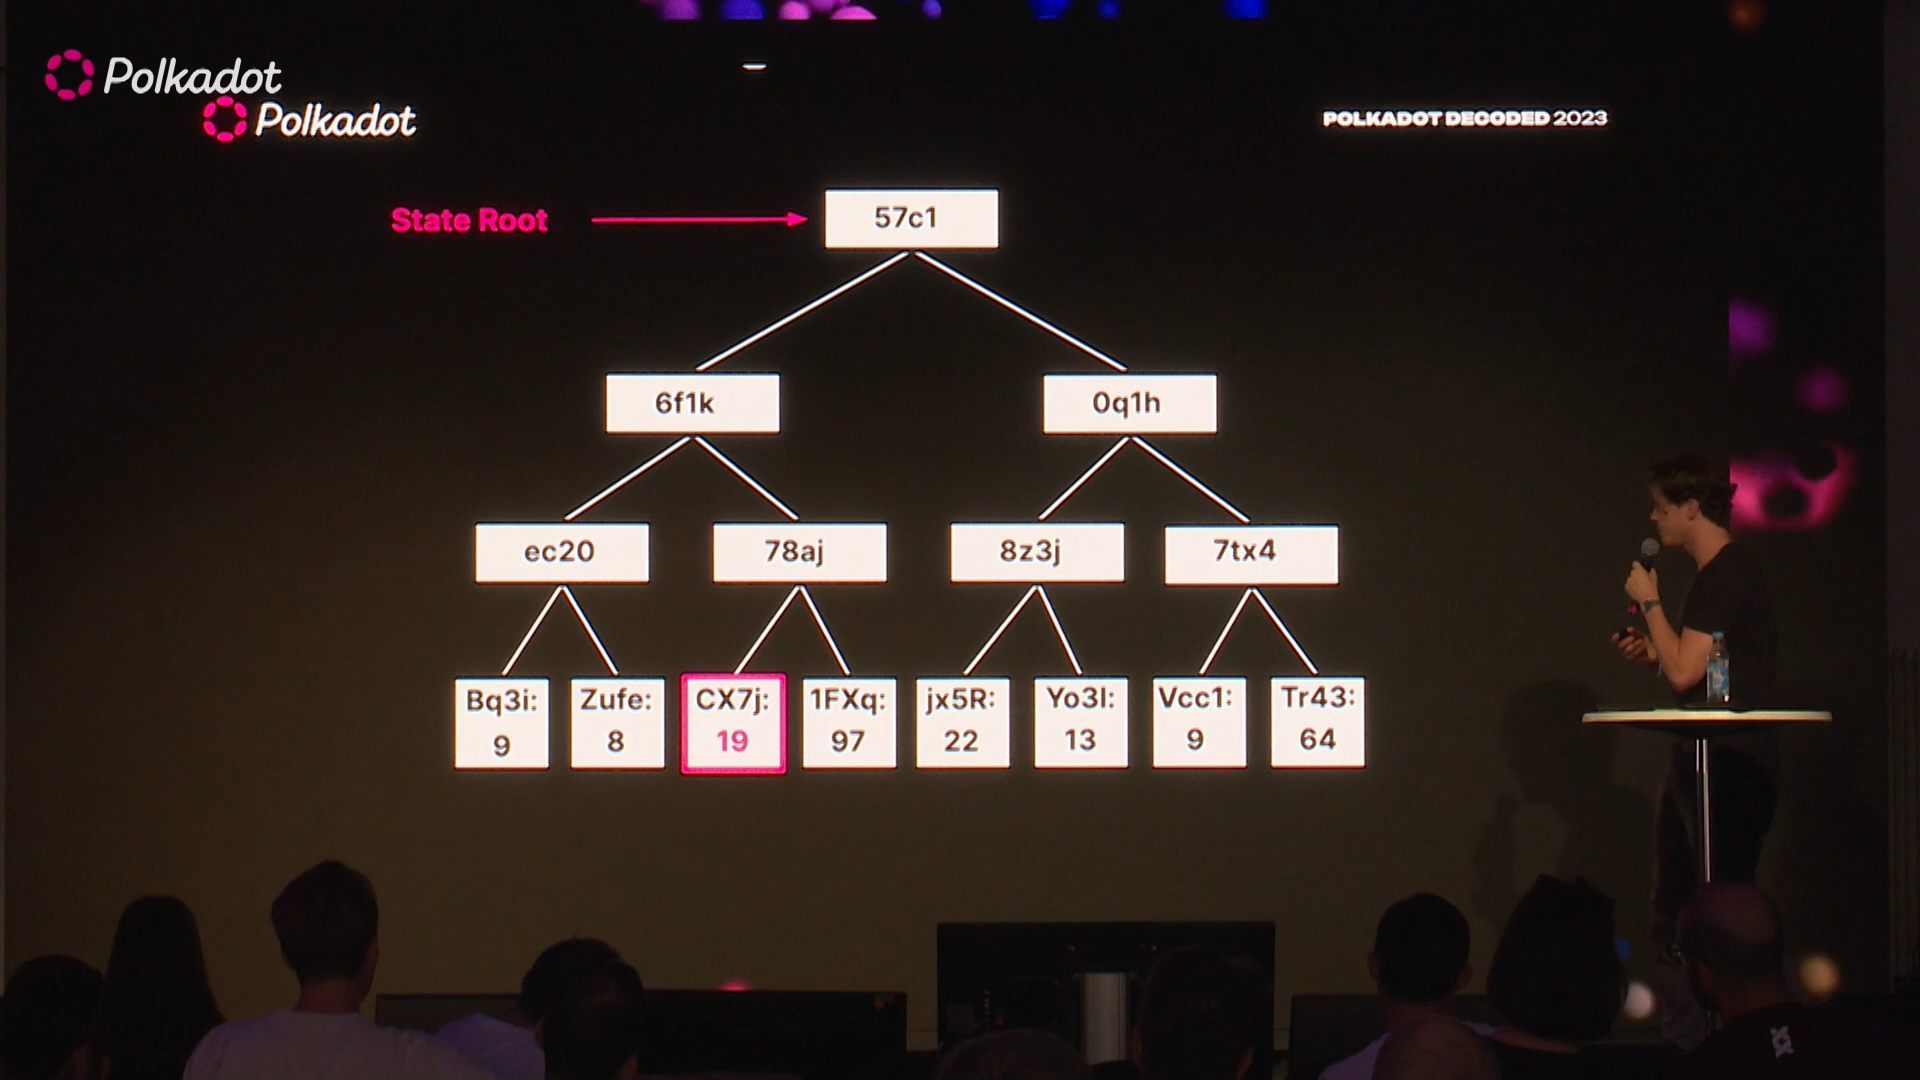 Polkadot
Polkadot
POLKADOT DECODED 2023
State Root
57c1
6f1k
0q1h
ec20
78aj
8z3j
7tx4
Bq3i:
9
Zufe:
8
CX7j:
19
1FXq:
97
jx5R:
22
Yo3l:
13
Vcc1:
9
Tr43:
64